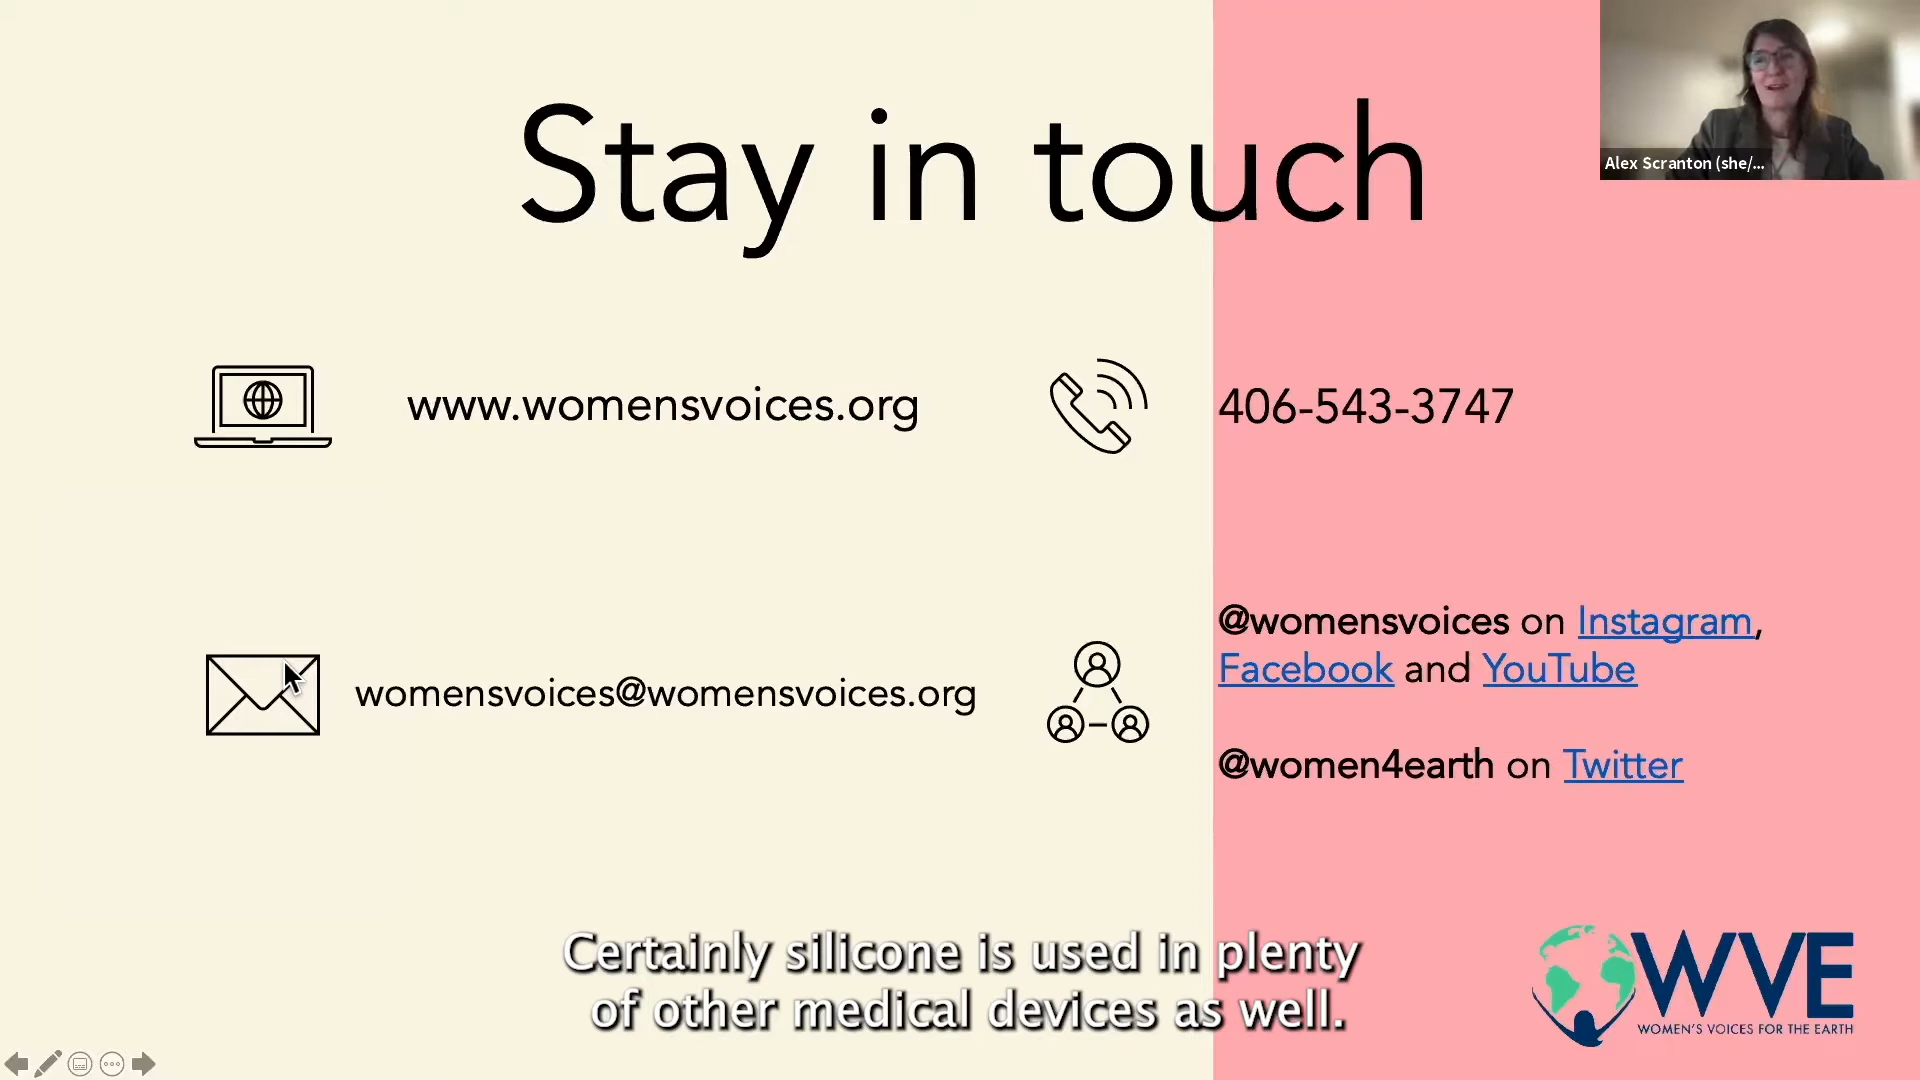 Stay in touch
Alex Scranton (she/...
www.womensvoices.org
406-543-3747
womensvoices@womensvoices.org
@womensvoices on Instagram,
Facebook and YouTube
@women4earth on Twitter
Certainly silicone is used in plenty
of other medical devices as well.
WVE
WOMEN'S VOICES FOR THE EARTH